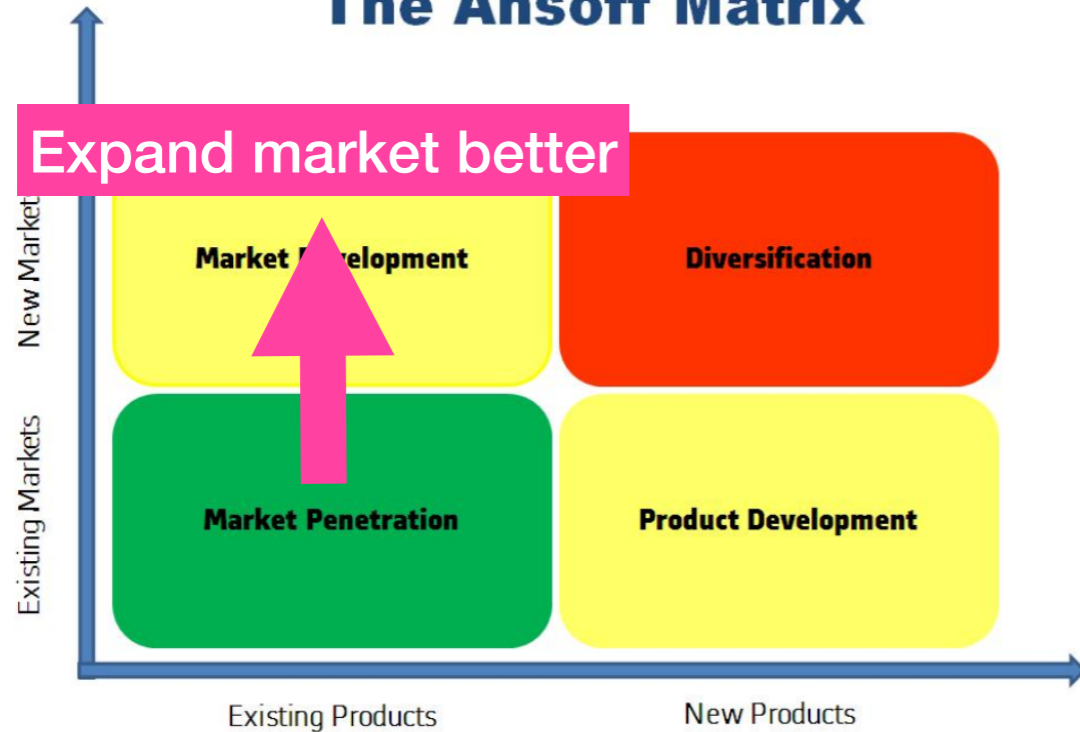 The Ansoff Matrix
Expand market better
New Market
Market Development
Diversification
Existing Markets
Market Penetration
Product Development
Existing Products
New Products